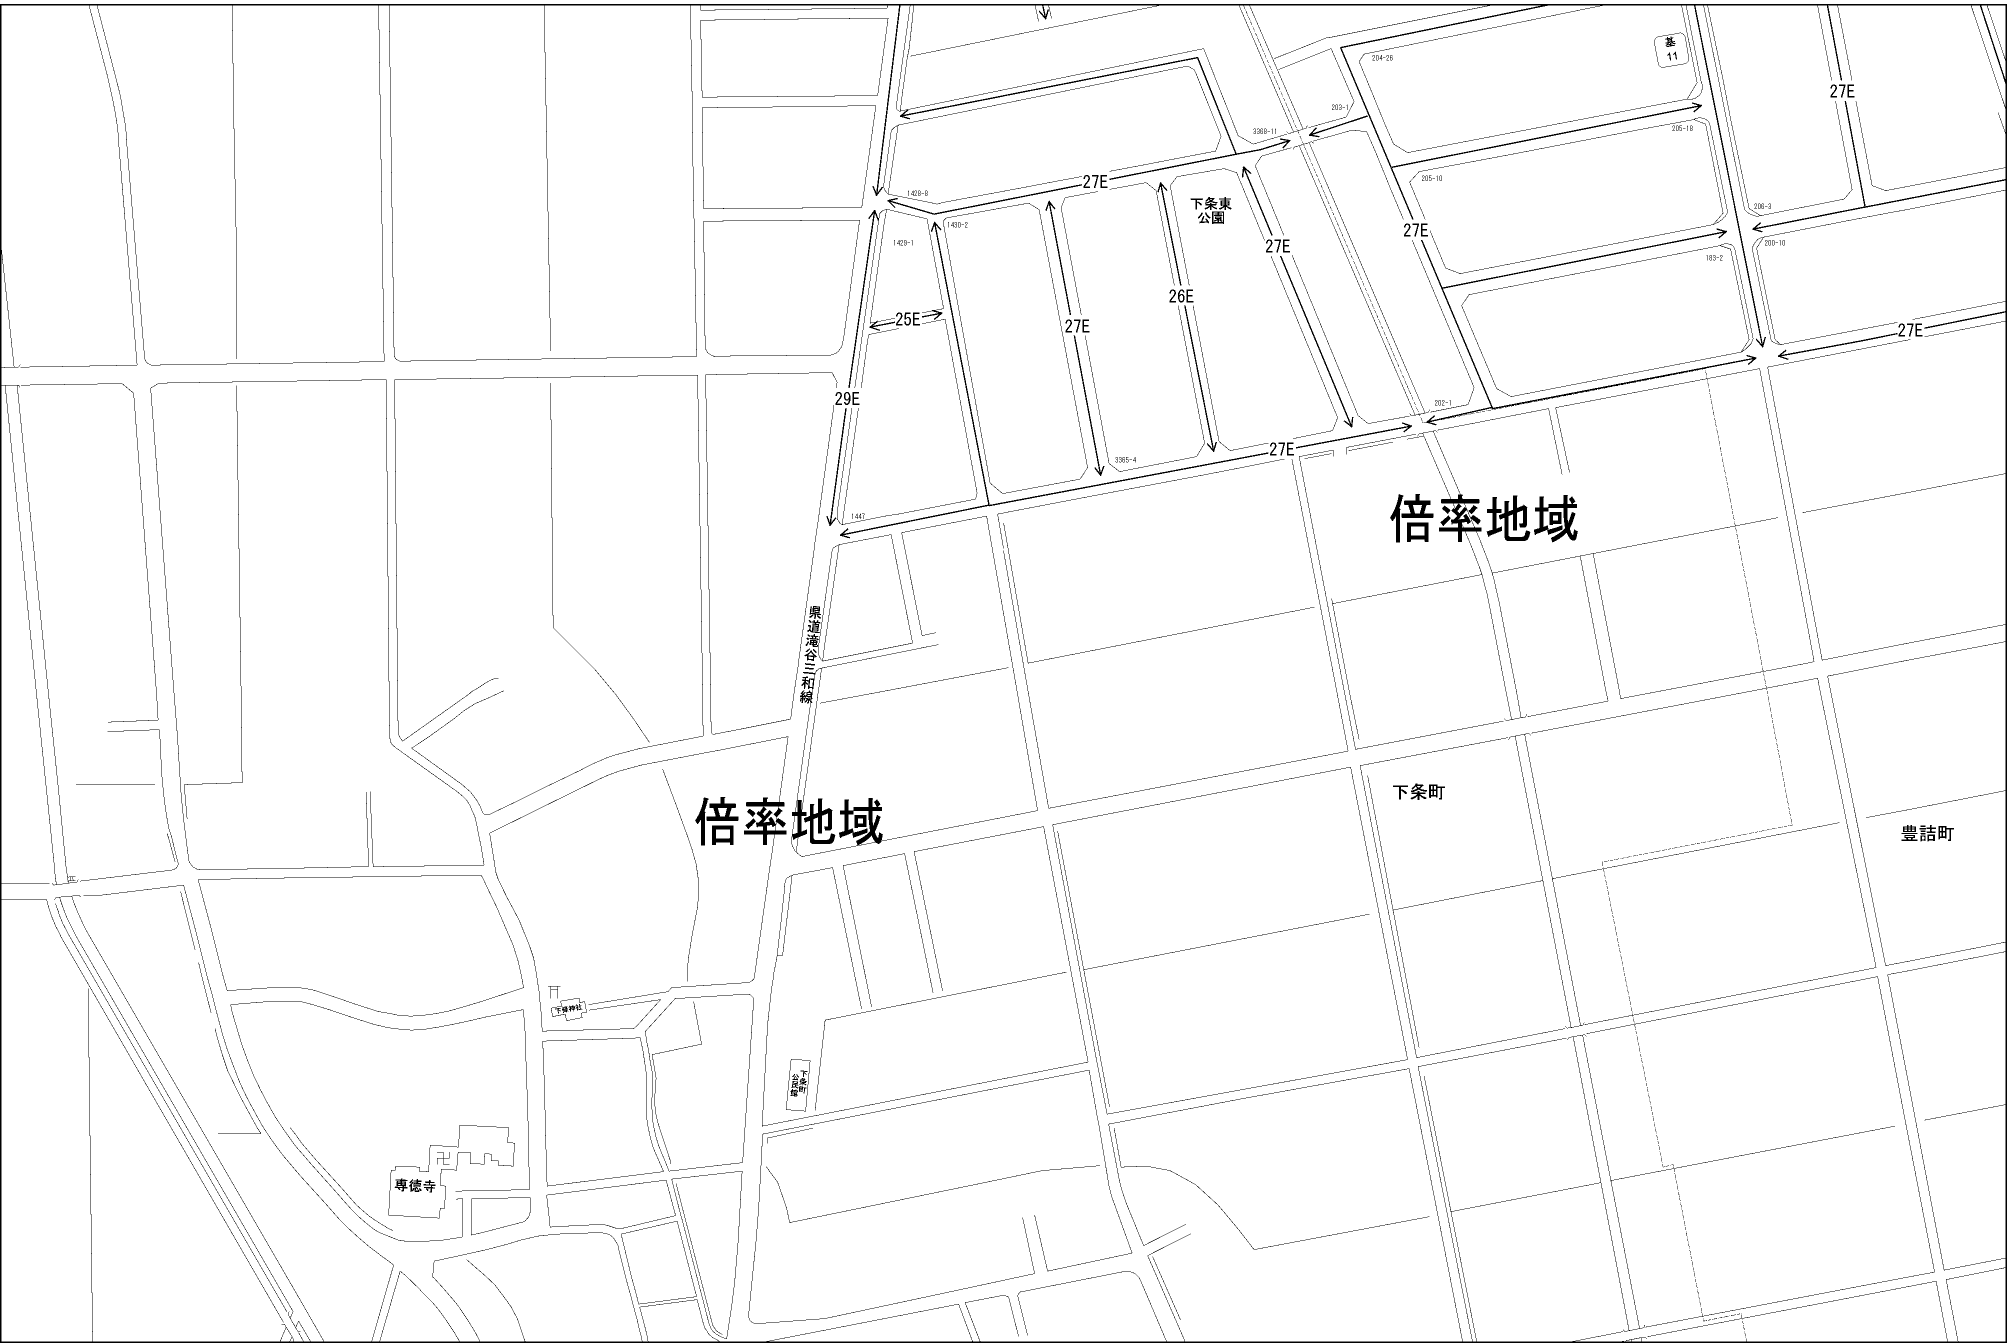 204-26
基
11
27E
203-1
3368-11
205-18
27E
1428-8
205-10
下条東
公園
206-3
1430-2
27E
1429-1
27E
200-10
183-2
26E
25E
27E
27E
29E
202-1
27E
3365-4
1447
倍率地域
県道滝谷三和線
下条町
倍率地域
豊詰町
下條神社
下条町
公民館
専徳寺